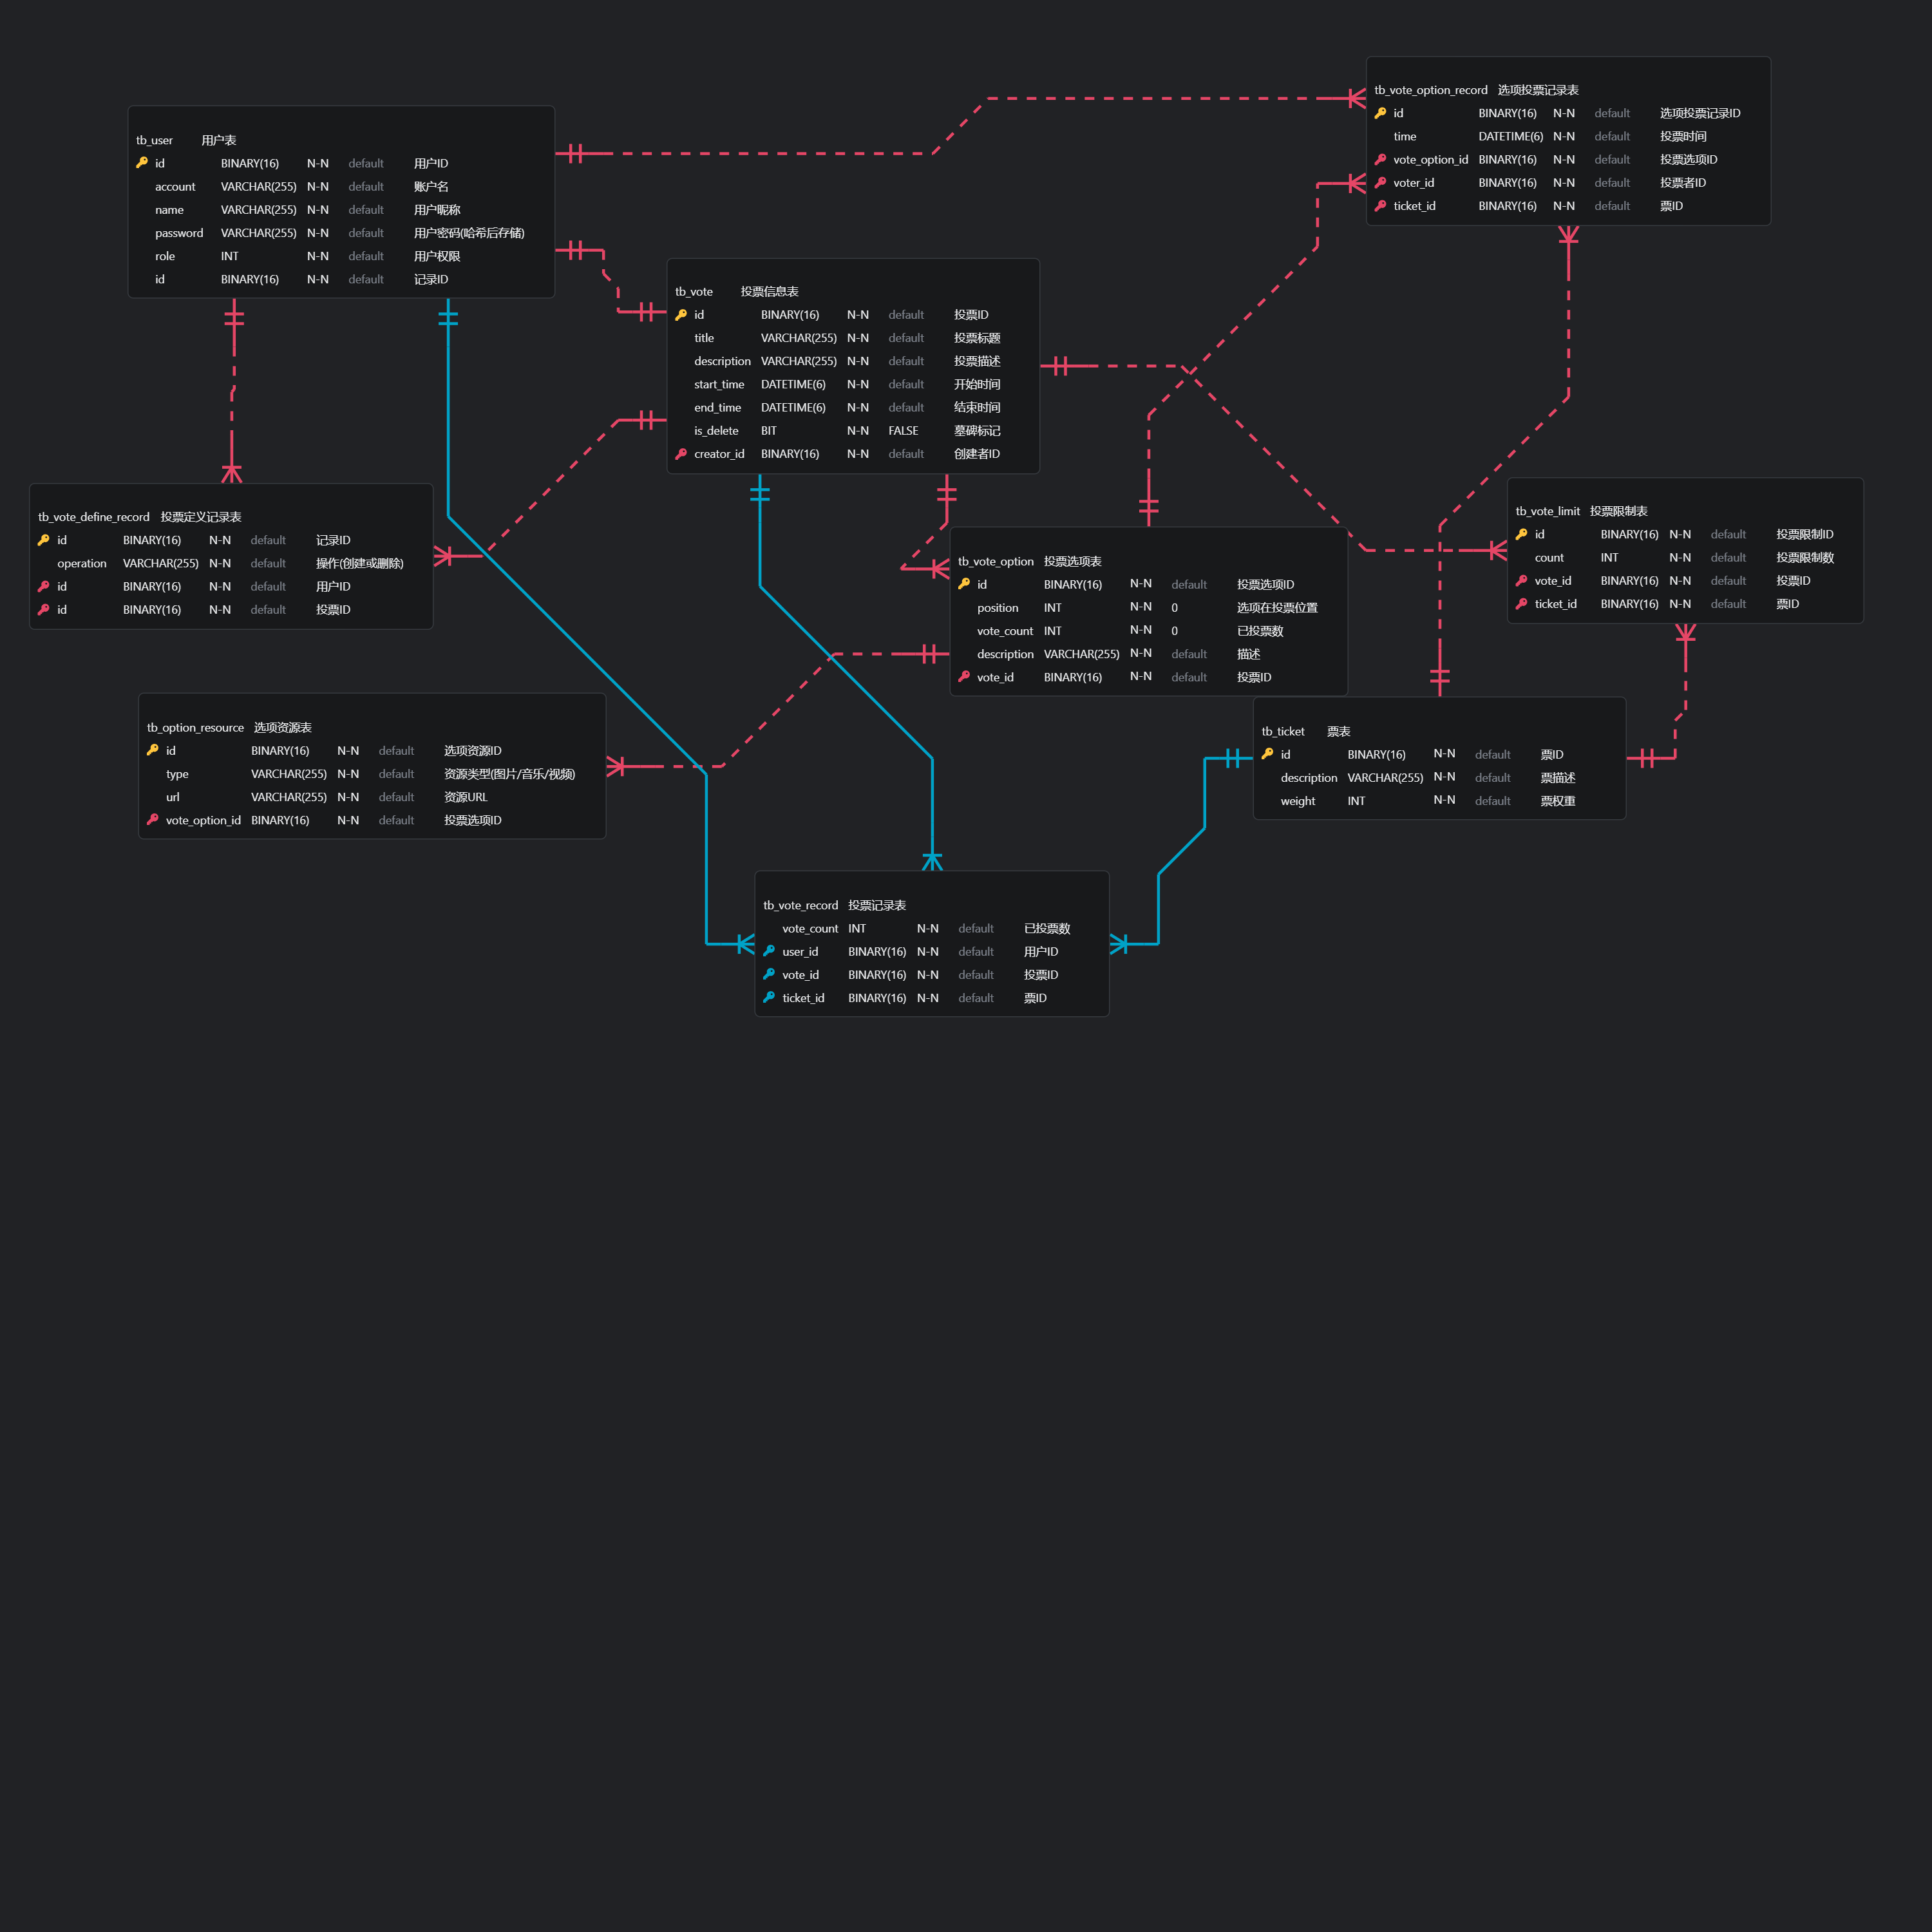 tb_user 用户表
id BINARY(16) N-N default 用户ID
account VARCHAR(255) N-N default 账户名
name VARCHAR(255) N-N default 用户昵称
password VARCHAR(255) N-N default 用户密码(哈希后存储)
role INT N-N default 用户权限
id BINARY(16) N-N default 记录ID
tb_vote_option_record 选项投票记录表
id BINARY(16) N-N default 选项投票记录ID
time DATETIME(6) N-N default 投票时间
vote_option_id BINARY(16) N-N default 投票选项ID
voter_id BINARY(16) N-N default 投票者ID
ticket_id BINARY(16) N-N default 票ID
tb_vote 投票信息表
id BINARY(16) N-N default 投票ID
title VARCHAR(255) N-N default 投票标题
description VARCHAR(255) N-N default 投票描述
start_time DATETIME(6) N-N default 开始时间
end_time DATETIME(6) N-N default 结束时间
is_delete BIT N-N FALSE 墓碑标记
creator_id BINARY(16) N-N default 创建者ID
tb_vote_define_record 投票定义记录表
id BINARY(16) N-N default 记录ID
operation VARCHAR(255) N-N default 操作(创建或删除)
id BINARY(16) N-N default 用户ID
id BINARY(16) N-N default 投票ID
tb_vote_option 投票选项表
id BINARY(16) N-N default 投票选项ID
position INT N-N 0 选项在投票位置
vote_count INT N-N 0 已投票数
description VARCHAR(255) N-N default 描述
vote_id BINARY(16) N-N default 投票ID
tb_vote_limit 投票限制表
id BINARY(16) N-N default 投票限制ID
count INT N-N default 投票限制数
vote_id BINARY(16) N-N default 投票ID
ticket_id BINARY(16) N-N default 票ID
tb_option_resource 选项资源表
id BINARY(16) N-N default 选项资源ID
type VARCHAR(255) N-N default 资源类型(图片/音乐/视频)
url VARCHAR(255) N-N default 资源URL
vote_option_id BINARY(16) N-N default 投票选项ID
tb_ticket 票表
id BINARY(16) N-N default 票ID
description VARCHAR(255) N-N default 票描述
weight INT N-N default 票权重
tb_vote_record 投票记录表
vote_count INT N-N default 已投票数
user_id BINARY(16) N-N default 用户ID
vote_id BINARY(16) N-N default 投票ID
ticket_id BINARY(16) N-N default 票ID